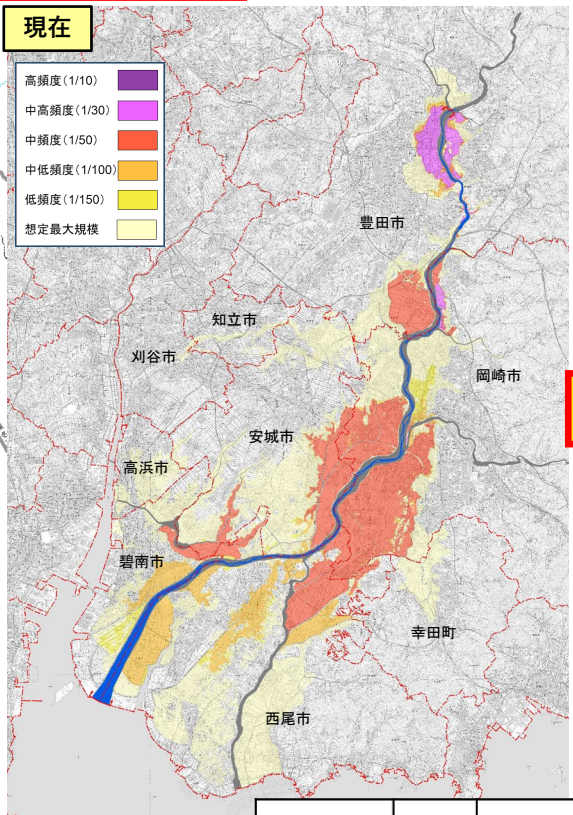 現在
高頻度(1/10)
中高頻度(1/30)
中頻度(1/50)
中低頻度(1/100)
低頻度(1/150)
想定最大規模
豊田市
知立市
刈谷市
岡崎市
安城市
高浜市
碧南市
幸田町
西尾市